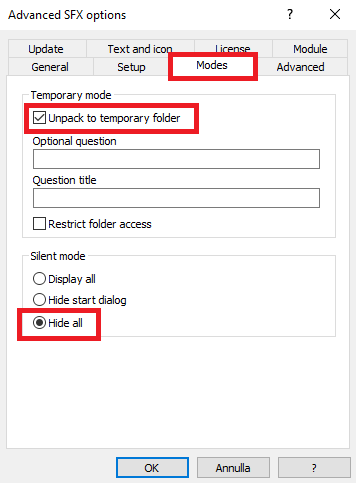 Advanced SFX options ? ×
Update Text and icon License Module
General Setup Modes Advanced
Temporary mode
Unpack to temporary folder
Optional question
Question title
Restrict folder access
Silent mode
Display all
Hide start dialog
Hide all
OK Annulla ?